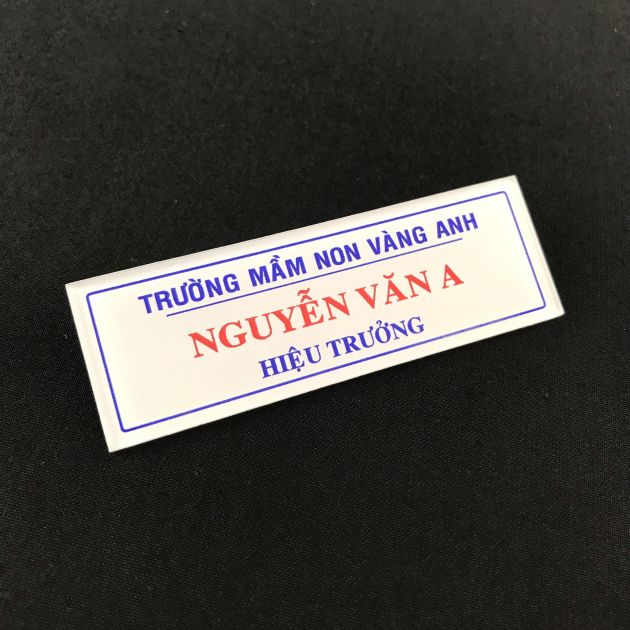 TRƯỜNG MẦM NON VÀNG ANH
NGUYỄN VĂN A
HIỆU TRƯỞNG